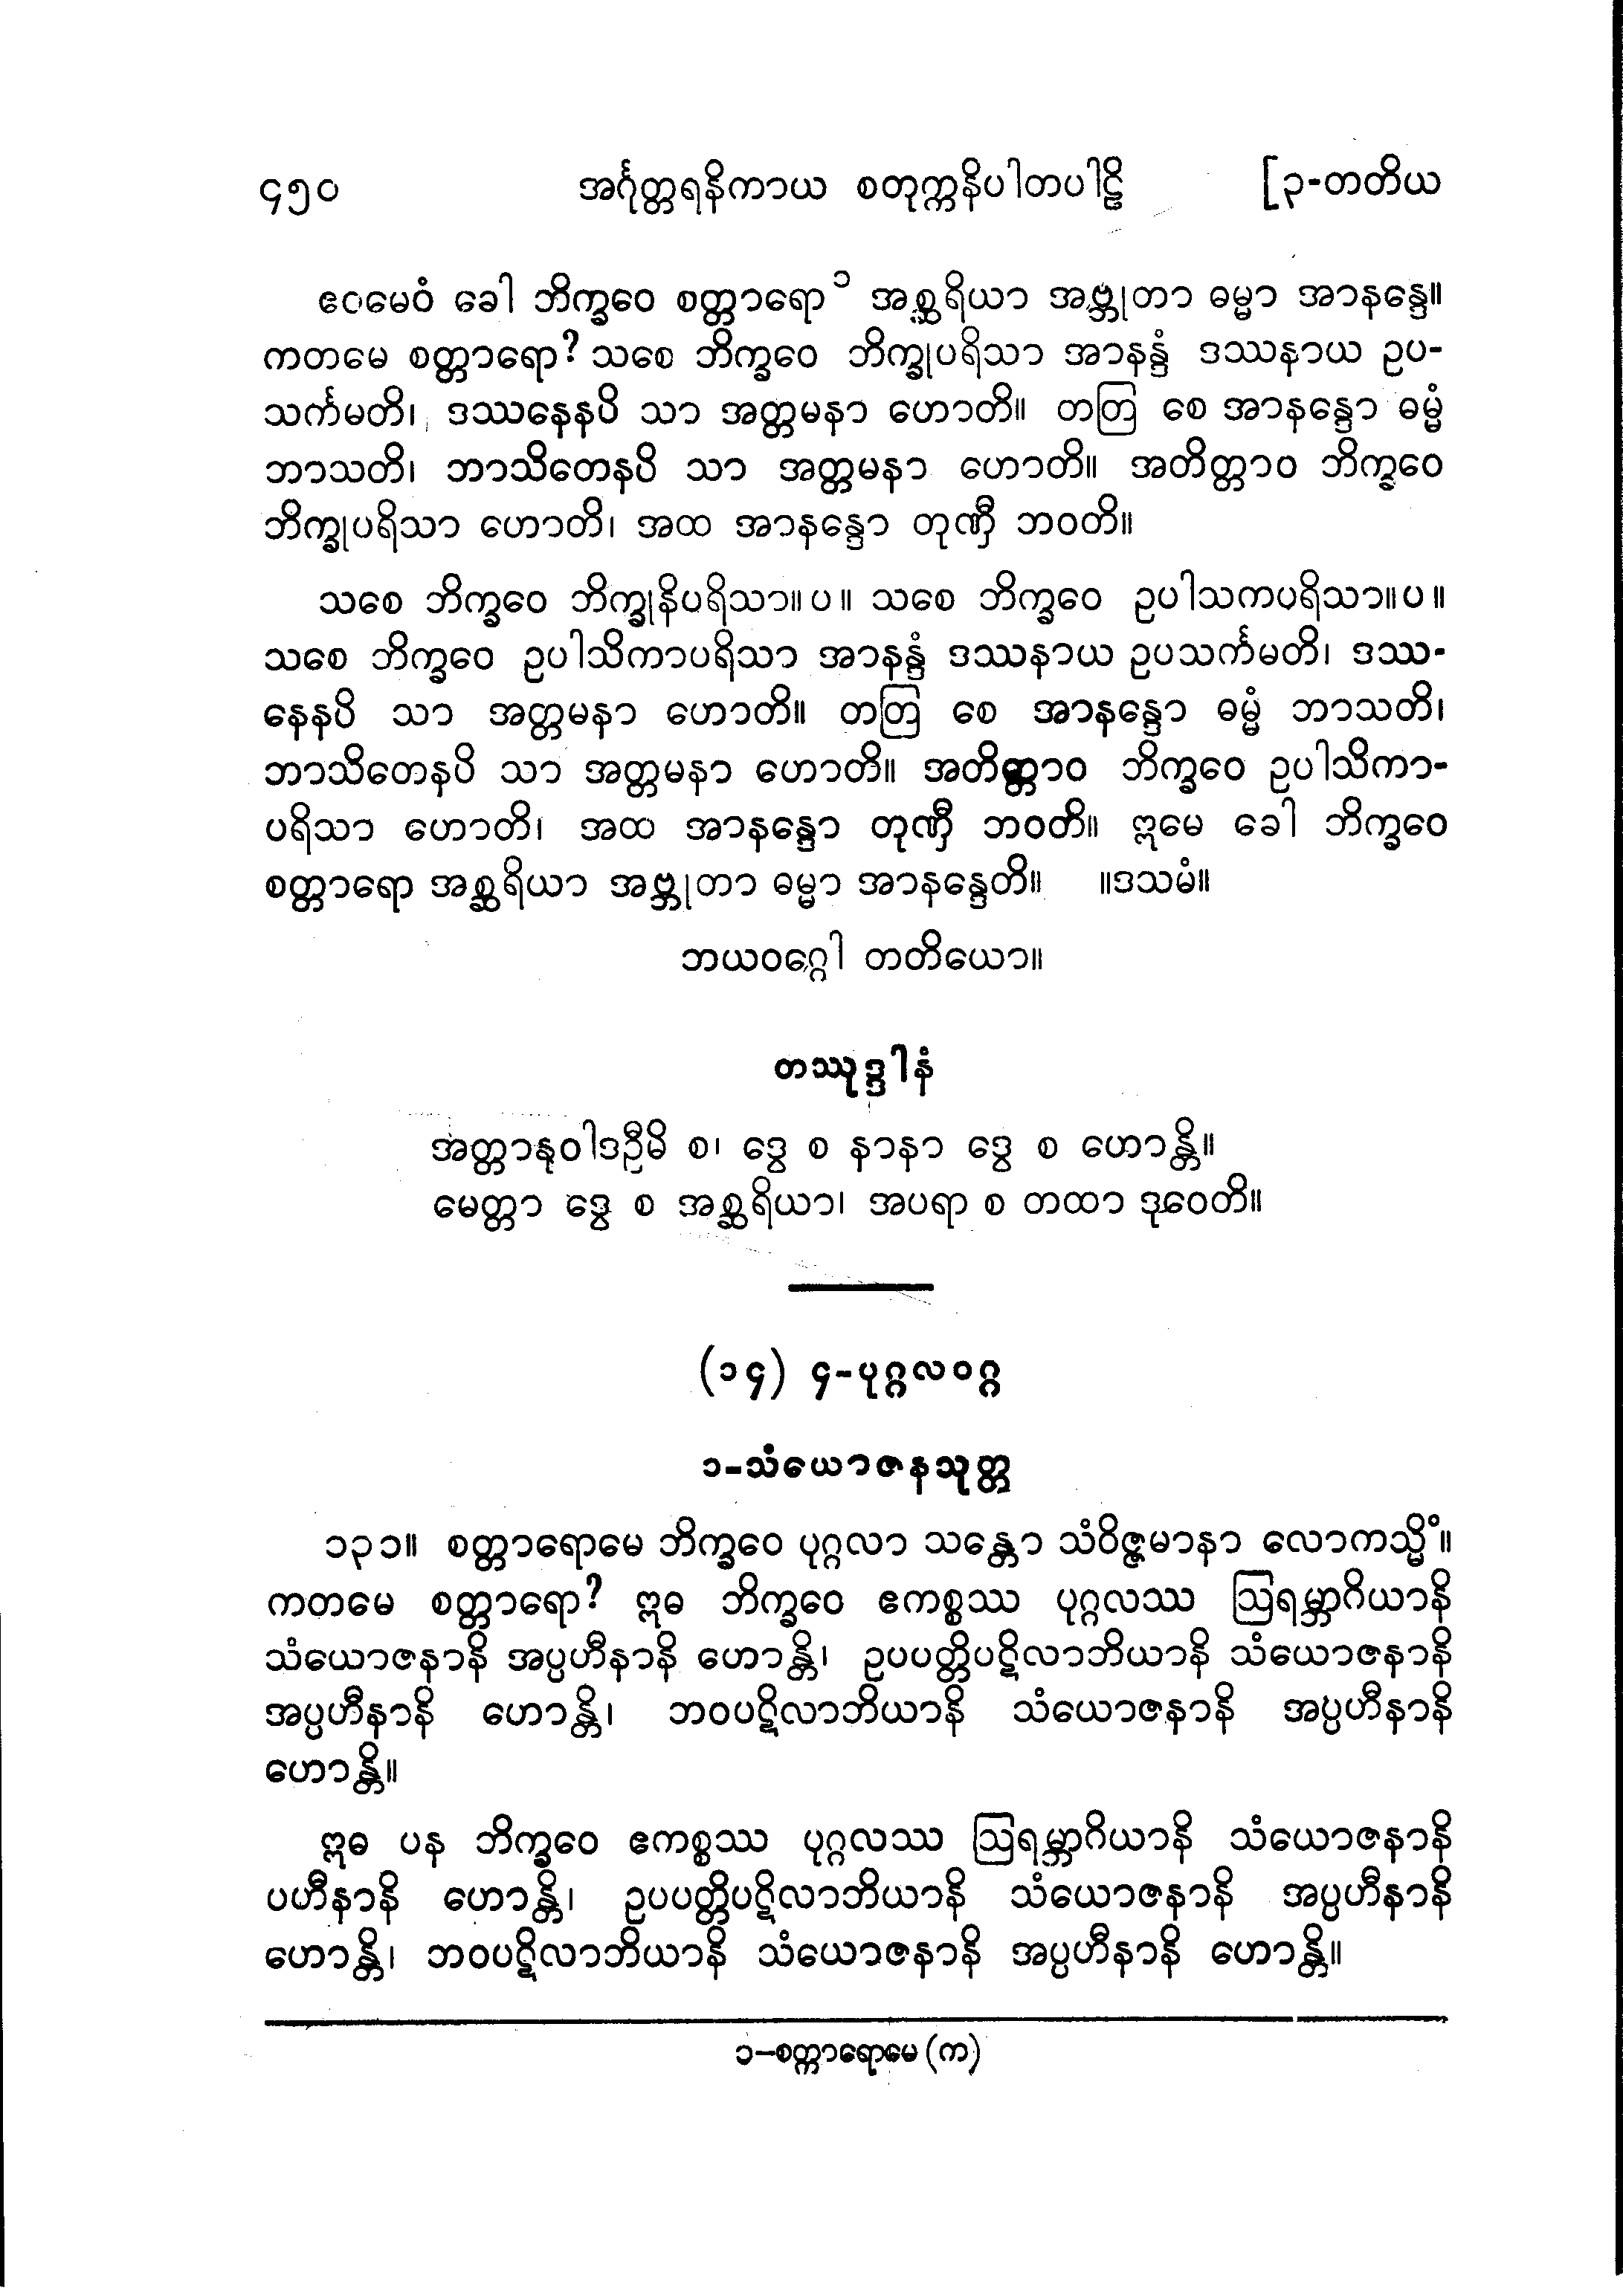 ၄၅၀ အင်္ဂုတ္တရနိကာယ စတုက္ကနိပါတပါဠိ [၃-တတိယ
ဧဝမေဝံ ခေါ ဘိက္ခဝေ စတ္တာရော ၁ အစ္ဆရိယာ အဗ္ဘုတာ ဓမ္မာ အာနန္ဒေ။
ကတမေ စတ္တာရော? သစေ ဘိက္ခဝေ ဘိက္ခုပရိသာ အာနန္ဒံ ဒဿနာယ ဥပ-
သင်္ကမတိ၊ ဒဿနေနပိ သာ အတ္တမနာ ဟောတိ။ တတြ စေ အာနန္ဒော ဓမ္မံ
ဘာသတိ၊ ဘာသိတေနပိ သာ အတ္တမနာ ဟောတိ။ အတိတ္တာဝ ဘိက္ခဝေ
ဘိက္ခုပရိသာ ဟောတိ၊ အထ အာနန္ဒော တုဏှီ ဘဝတိ။
သစေ ဘိက္ခဝေ ဘိက္ခုနိပရိသာ။ပ။ သစေ ဘိက္ခဝေ ဥပါသကပရိသာ။ပ။
သစေ ဘိက္ခဝေ ဥပါသိကာပရိသာ အာနန္ဒံ ဒဿနာယ ဥပသင်္ကမတိ၊ ဒဿ-
နေနပိ သာ အတ္တမနာ ဟောတိ။ တတြ စေ အာနန္ဒော ဓမ္မံ ဘာသတိ၊
ဘာသိတေနပိ သာ အတ္တမနာ ဟောတိ။ အတိတ္တာဝ ဘိက္ခဝေ ဥပါသိကာ-
ပရိသာ ဟောတိ၊ အထ အာနန္ဒော တုဏှီ ဘဝတိ။ ဣမေ ခေါ ဘိက္ခဝေ
စတ္တာရော အစ္ဆရိယာ အဗ္ဘုတာ ဓမ္မာ အာနန္ဒေတိ။ ။ဒသမံ။
ဘယဝဂ္ဂေါ တတိယော။
တဿုဒ္ဒါနံ
အတ္တာနုဝါဒဦမိ စ၊ ဒွေ စ နာနာ ဒွေ စ ဟောန္တိ။
မေတ္တာ ဒွေ စ အစ္ဆရိယာ၊ အပရာ စ တထာ ဒုဝေတိ။
(၁၄) ၄-ပုဂ္ဂလဝဂ္ဂ
၁-သံယောဇနသုတ္တ
၁၃၁။ စတ္တာရောမေ ဘိက္ခဝေ ပုဂ္ဂလာ သန္တော သံဝိဇ္ဇမာနာ လောကသ္မိံ။
ကတမေ စတ္တာရော? ဣဓ ဘိက္ခဝေ ဧကစ္စဿ ပုဂ္ဂလဿ ဩရမ္ဘာဂိယာနိ
သံယောဇနာနိ အပ္ပဟီနာနိ ဟောန္တိ၊ ဥပပတ္တိပဋိလာဘိယာနိ သံယောဇနာနိ
အပ္ပဟီနာနိ ဟောန္တိ၊ ဘဝပဋိလာဘိယာနိ သံယောဇနာနိ အပ္ပဟီနာနိ
ဟောန္တိ။
ဣဓ ပန ဘိက္ခဝေ ဧကစ္စဿ ပုဂ္ဂလဿ ဩရမ္ဘာဂိယာနိ သံယောဇနာနိ
ပဟီနာနိ ဟောန္တိ၊ ဥပပတ္တိပဋိလာဘိယာနိ သံယောဇနာနိ အပ္ပဟီနာနိ
ဟောန္တိ၊ ဘဝပဋိလာဘိယာနိ သံယောဇနာနိ အပ္ပဟီနာနိ ဟောန္တိ။
၁-စတ္တာရောမေ (က)